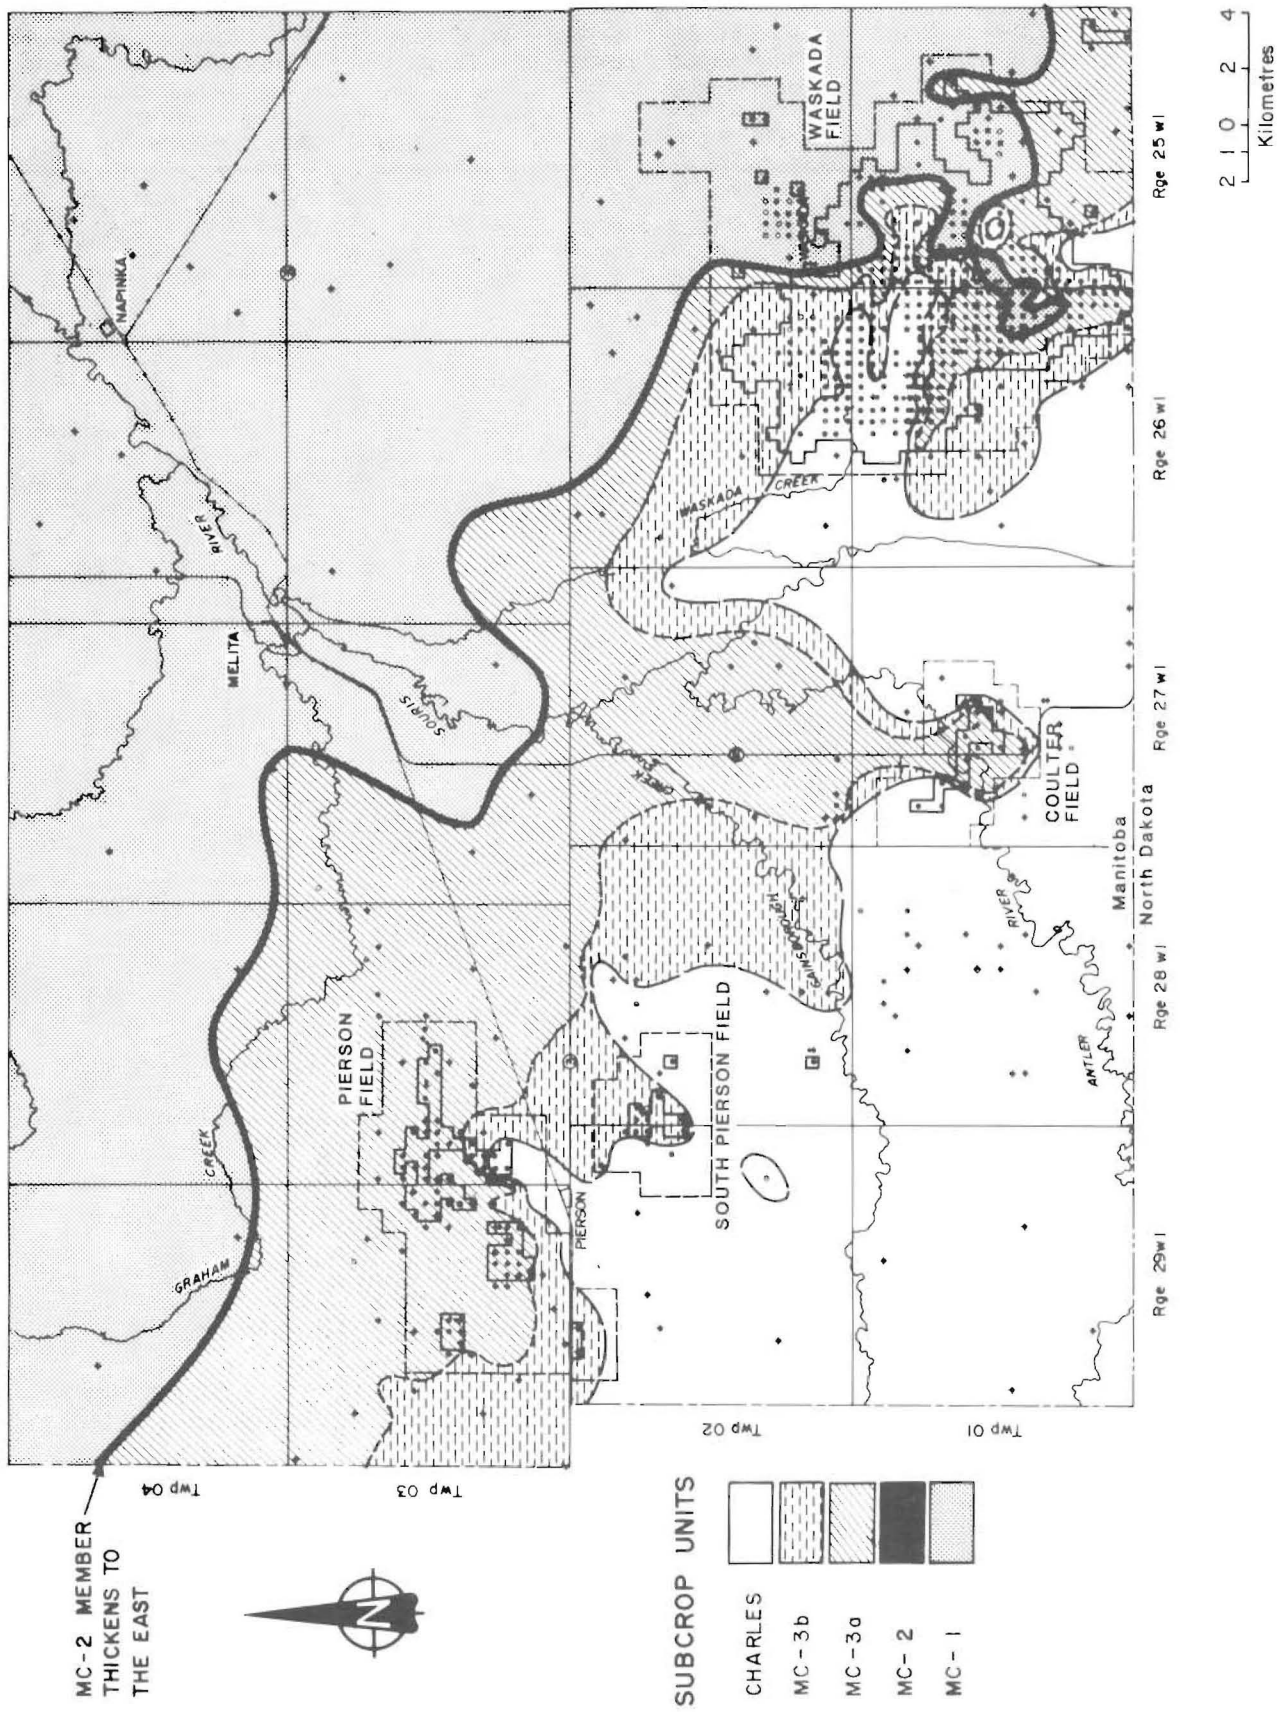 MC-2 MEMBER
THICKENS TO
THE EAST
N
Twp 04
Twp 03
Twp 02
Twp 01
GRAHAM
CREEK
PIERSON
FIELD
PIERSON
SOUTH PIERSON FIELD
MELITA
SOURIS
RIVER
NAPINKA
GAINSBOROUGH
CREEK
WASKADA
CREEK
WASKADA
FIELD
WASKADA
COULTER
FIELD
ANTLER
RIVER
Manitoba
North Dakota
Rge 29w1
Rge 28 w1
Rge 27 w1
Rge 26 w1
Rge 25 w1
SUBCROP UNITS
CHARLES
MC-3b
MC-3a
MC-2
MC-1
2 1 0 2 4
Kilometres